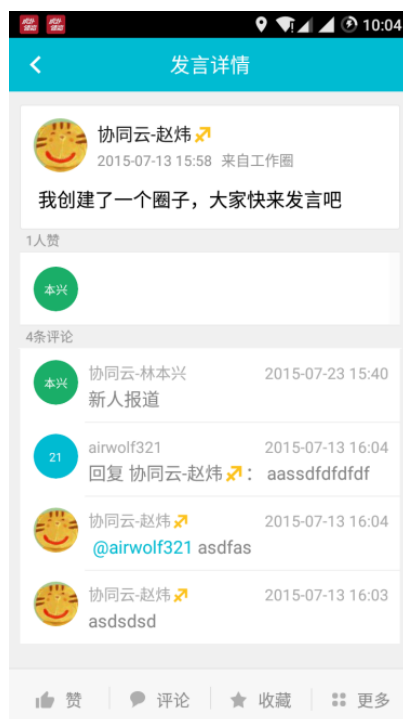 10:04
发言详情
协同云-赵炜♐
2015-07-13 15:58 来自工作圈
我创建了一个圈子，大家快来发言吧
1人赞
本兴
4条评论
本兴
协同云-林本兴 2015-07-23 15:40
新人报道
21
airwolf321 2015-07-13 16:04
回复 协同云-赵炜♐： aassdfdfdfdf
协同云-赵炜♐ 2015-07-13 16:04
@airwolf321 asdfas
协同云-赵炜♐ 2015-07-13 16:03
asdsdsd
赞 评论 收藏 更多